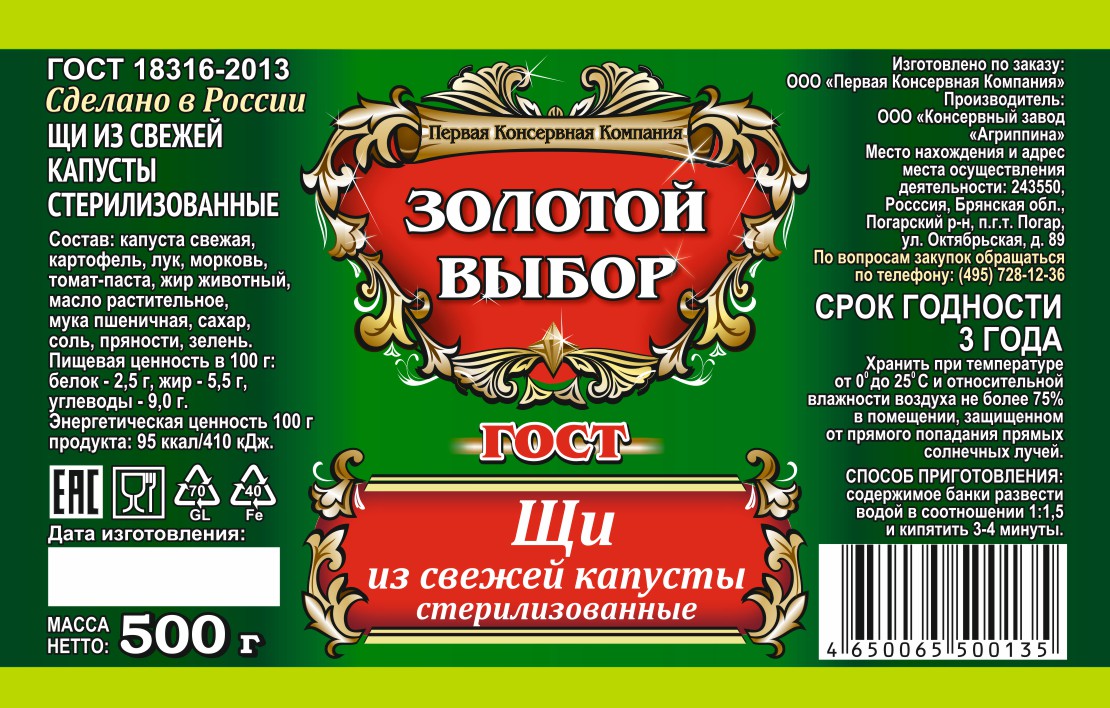 ГОСТ 18316-2013
Сделано в России
ЩИ ИЗ СВЕЖЕЙ
КАПУСТЫ
СТЕРИЛИЗОВАННЫЕ
Состав: капуста свежая,
картофель, лук, морковь,
томат-паста, жир животный,
масло растительное,
мука пшеничная, сахар,
соль, пряности, зелень.
Пищевая ценность в 100 г:
белок - 2,5 г, жир - 5,5 г,
углеводы - 9,0 г.
Энергетическая ценность 100 г
продукта: 95 ккал/410 кДж.
EAC
70
GL
40
Fe
Дата изготовления:
МАССА
НЕТТО: 500 г
Первая Консервная Компания
ЗОЛОТОЙ
ВЫБОР
ГОСТ
Щи
из свежей капусты
стерилизованные
Изготовлено по заказу:
ООО «Первая Консервная Компания»
Производитель:
ООО «Консервный завод
«Агриппина»
Место нахождения и адрес
места осуществления
деятельности: 243550,
Росссия, Брянская обл.,
Погарский р-н, п.г.т. Погар,
ул. Октябрьская, д. 89
По вопросам закупок обращаться
по телефону: (495) 728-12-36
СРОК ГОДНОСТИ
3 ГОДА
Хранить при температуре
от 0⁰ до 25⁰ С и относительной
влажности воздуха не более 75%
в помещении, защищенном
от прямого попадания прямых
солнечных лучей.
СПОСОБ ПРИГОТОВЛЕНИЯ:
содержимое банки развести
водой в соотношении 1:1,5
и кипятить 3-4 минуты.
4 650065 500135